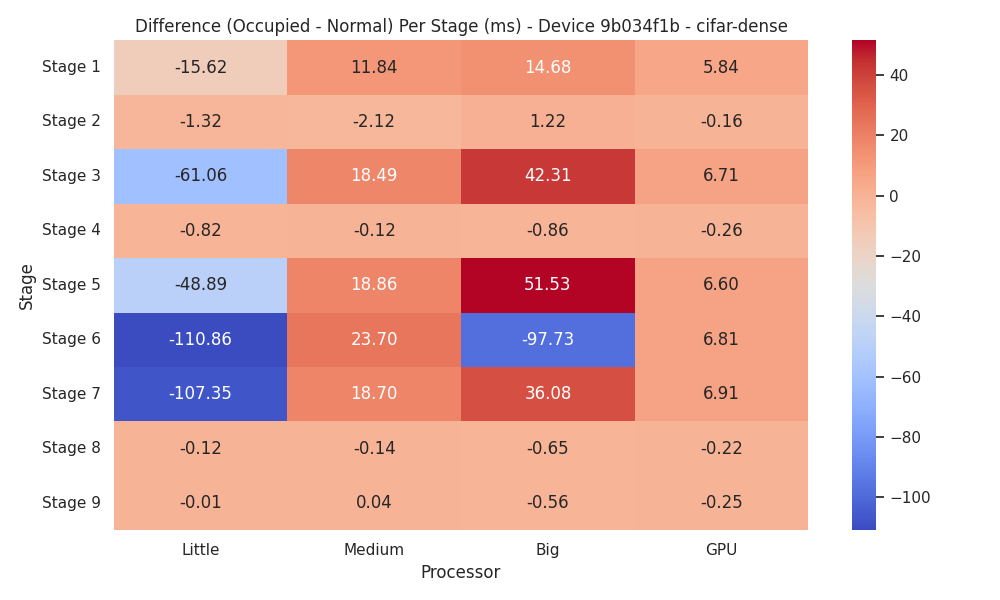 Difference (Occupied - Normal) Per Stage (ms) - Device 9b034f1b - cifar-dense
Stage 1 -15.62 11.84 14.68 5.84
Stage 2 -1.32 -2.12 1.22 -0.16
Stage 3 -61.06 18.49 42.31 6.71
Stage 4 -0.82 -0.12 -0.86 -0.26
Stage 5 -48.89 18.86 51.53 6.60
Stage 6 -110.86 23.70 -97.73 6.81
Stage 7 -107.35 18.70 36.08 6.91
Stage 8 -0.12 -0.14 -0.65 -0.22
Stage 9 -0.01 0.04 -0.56 -0.25
Little Medium Big GPU
Processor
Stage
40
20
0
−20
−40
−60
−80
−100